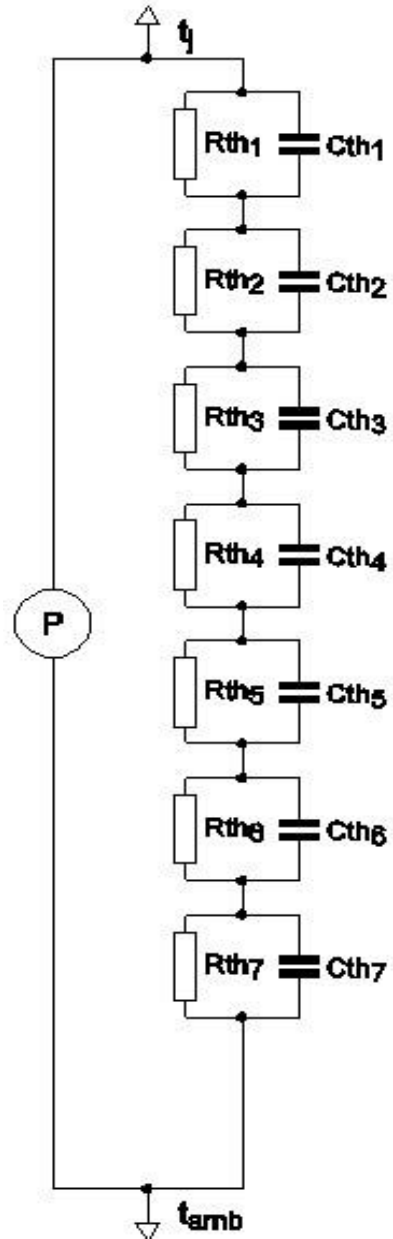 tj
Rth1 Cth1
Rth2 Cth2
Rth3 Cth3
Rth4 Cth4
P
Rth5 Cth5
Rth6 Cth6
Rth7 Cth7
tamb